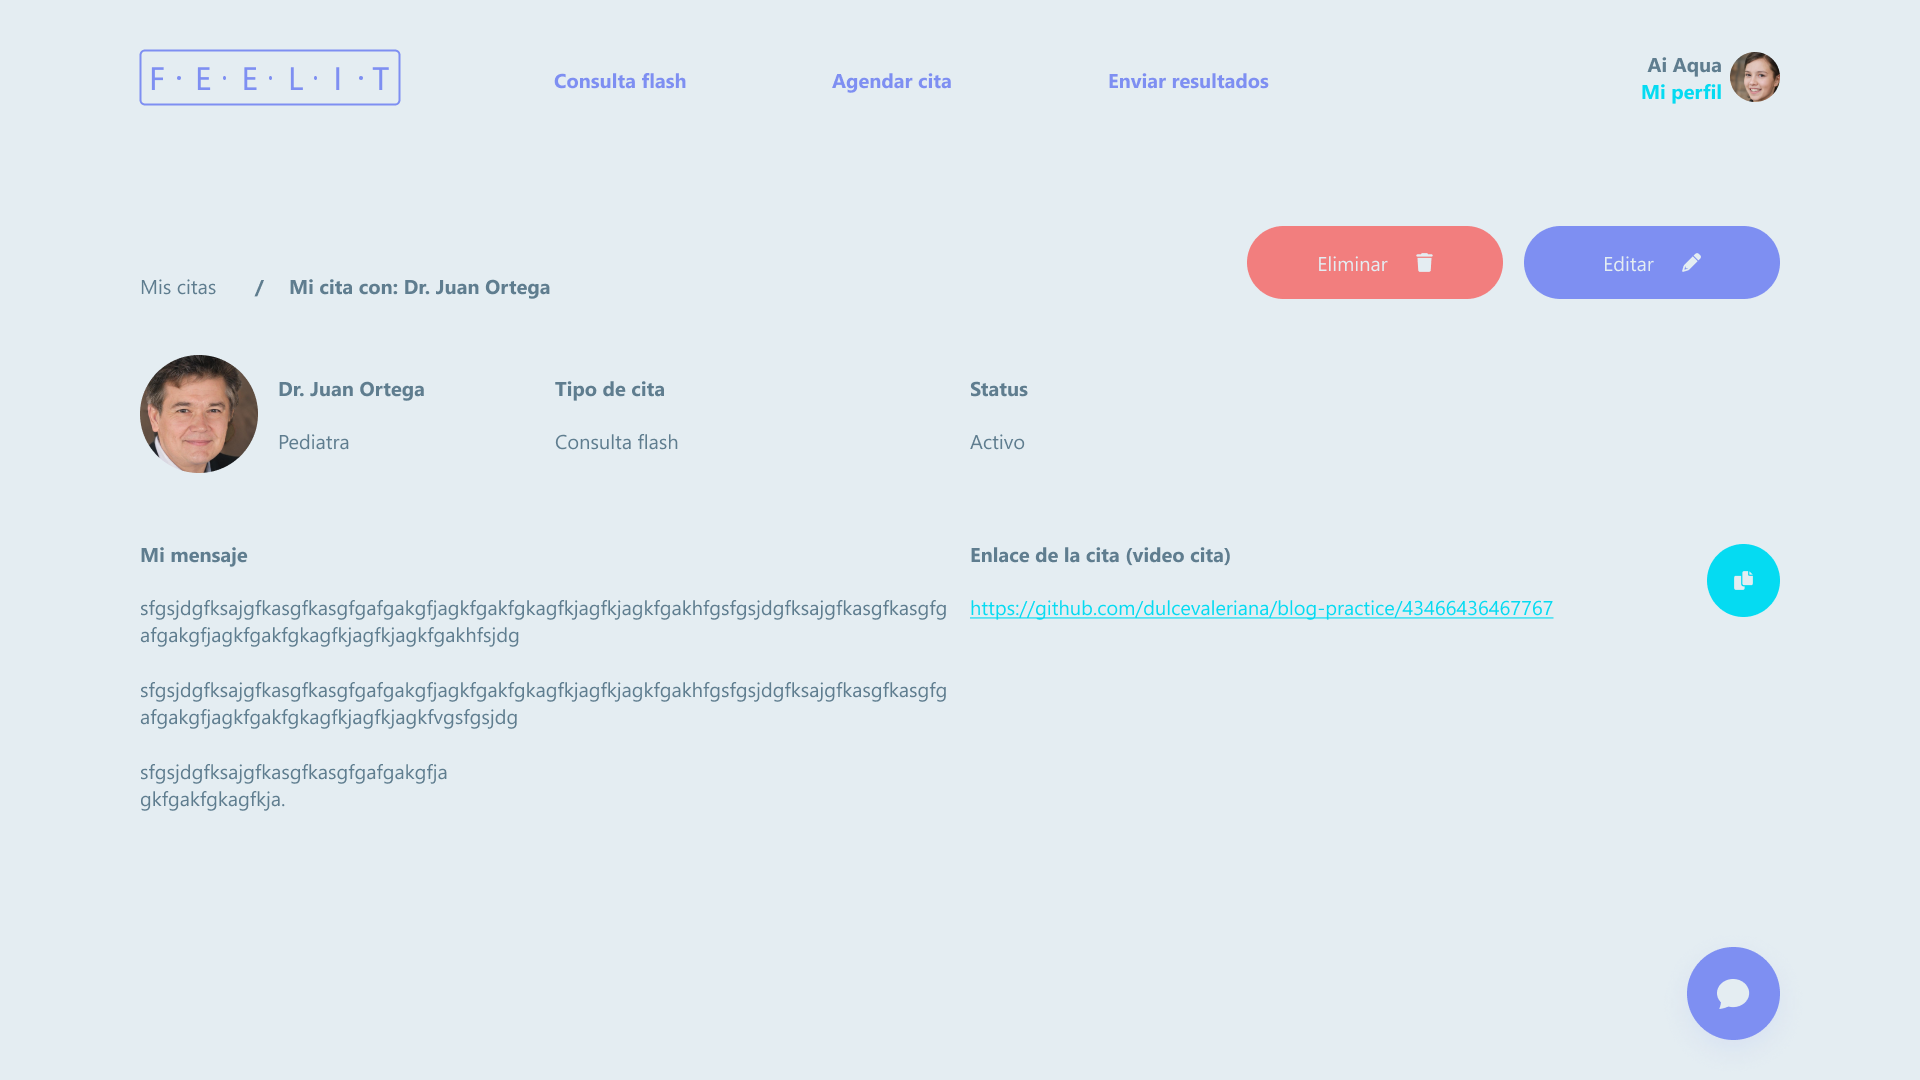 F·E·E·L·I·T
Consulta flash
Agendar cita
Enviar resultados
Ai Aqua
Mi perfil
Eliminar
Editar
Mis citas / Mi cita con: Dr. Juan Ortega
Dr. Juan Ortega
Pediatra
Tipo de cita
Consulta flash
Status
Activo
Mi mensaje
sfgsjdgfksajgfkasgfkasgfgafgakgfjagkfgakfgkagfkjagfkjagkfgakhfgsfgsjdgfksajgfkasgfkasgfg
afgakgfjagkfgakfgkagfkjagfkjagkfgakhfsjdg
sfgsjdgfksajgfkasgfkasgfgafgakgfjagkfgakfgkagfkjagfkjagkfgakhfgsfgsjdgfksajgfkasgfkasgfg
afgakgfjagkfgakfgkagfkjagfkjagkfvgsfgsjdg
sfgsjdgfksajgfkasgfkasgfgafgakgfja
gkfgakfgkagfkja.
Enlace de la cita (video cita)
https://github.com/dulcevaleriana/blog-practice/43466436467767